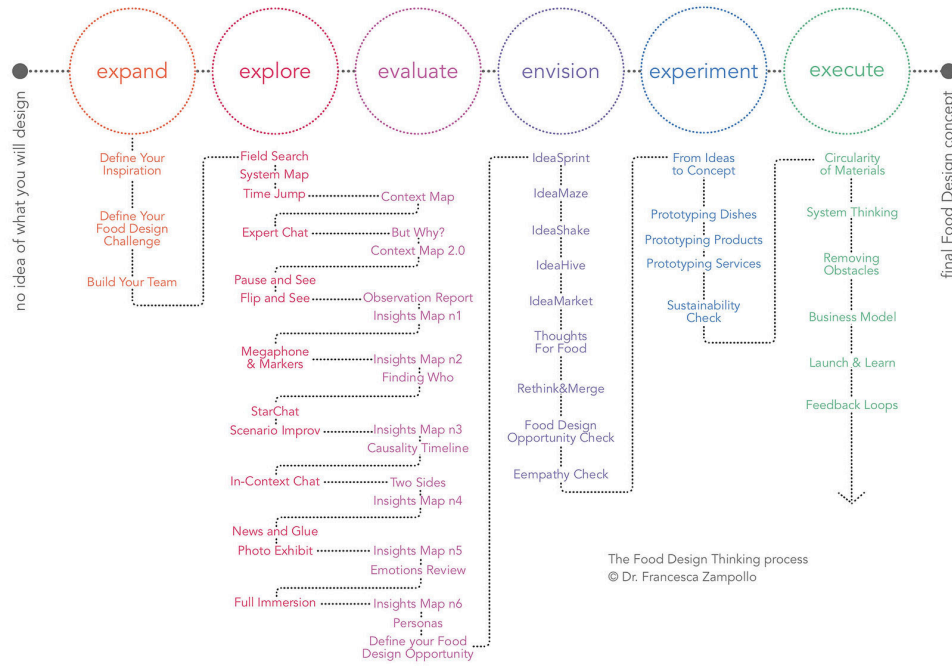 expand
explore
evaluate
envision
experiment
execute
no idea of what you will design
final Food Design concept
Define Your
Inspiration
Define Your
Food Design
Challenge
Build Your Team
Field Search
System Map
Time Jump
Expert Chat
Pause and See
Flip and See
Megaphone
& Markers
StarChat
Scenario Improv
In-Context Chat
News and Glue
Photo Exhibit
Full Immersion
Context Map
But Why?
Context Map 2.0
Observation Report
Insights Map n1
Insights Map n2
Finding Who
Insights Map n3
Causality Timeline
Two Sides
Insights Map n4
Insights Map n5
Emotions Review
Insights Map n6
Personas
Define your Food
Design Opportunity
IdeaSprint
IdeaMaze
IdeaShake
IdeaHive
IdeaMarket
Thoughts
For Food
Rethink&Merge
Food Design
Opportunity Check
Eempathy Check
From Ideas
to Concept
Prototyping Dishes
Prototyping Products
Prototyping Services
Sustainability
Check
Circularity
of Materials
System Thinking
Removing
Obstacles
Business Model
Launch & Learn
Feedback Loops
The Food Design Thinking process
© Dr. Francesca Zampollo